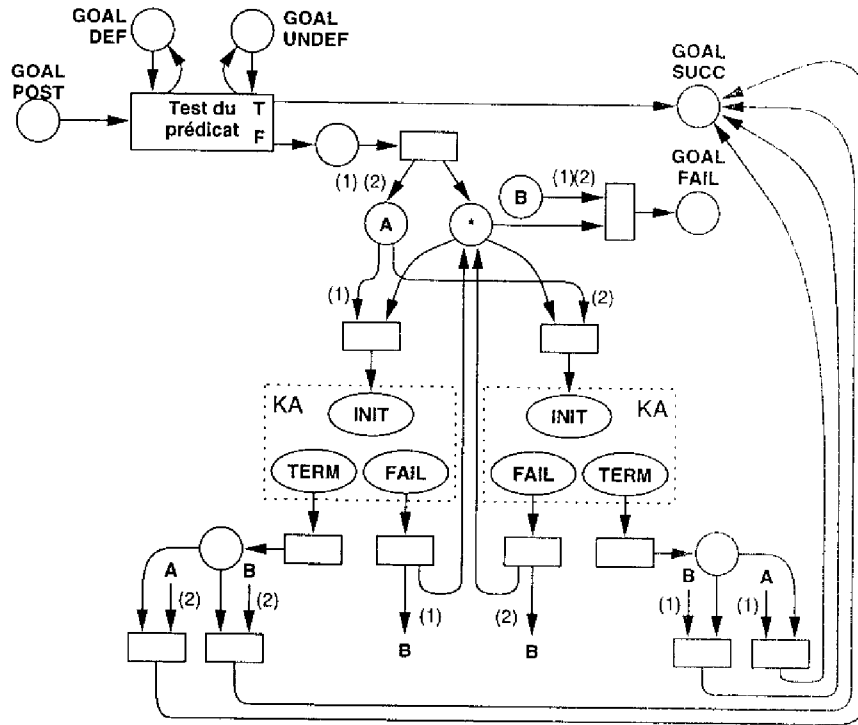 GOAL
DEF
GOAL
UNDEF
GOAL
POST
Test du
prédicat
T
F
GOAL
SUCC
GOAL
FAIL
(1) (2)
A
*
B
(1)(2)
(1)
(2)
KA
INIT
TERM
FAIL
KA
INIT
FAIL
TERM
A
(2)
B
(2)
(1)
B
(2)
B
B
(1)
A
(1)